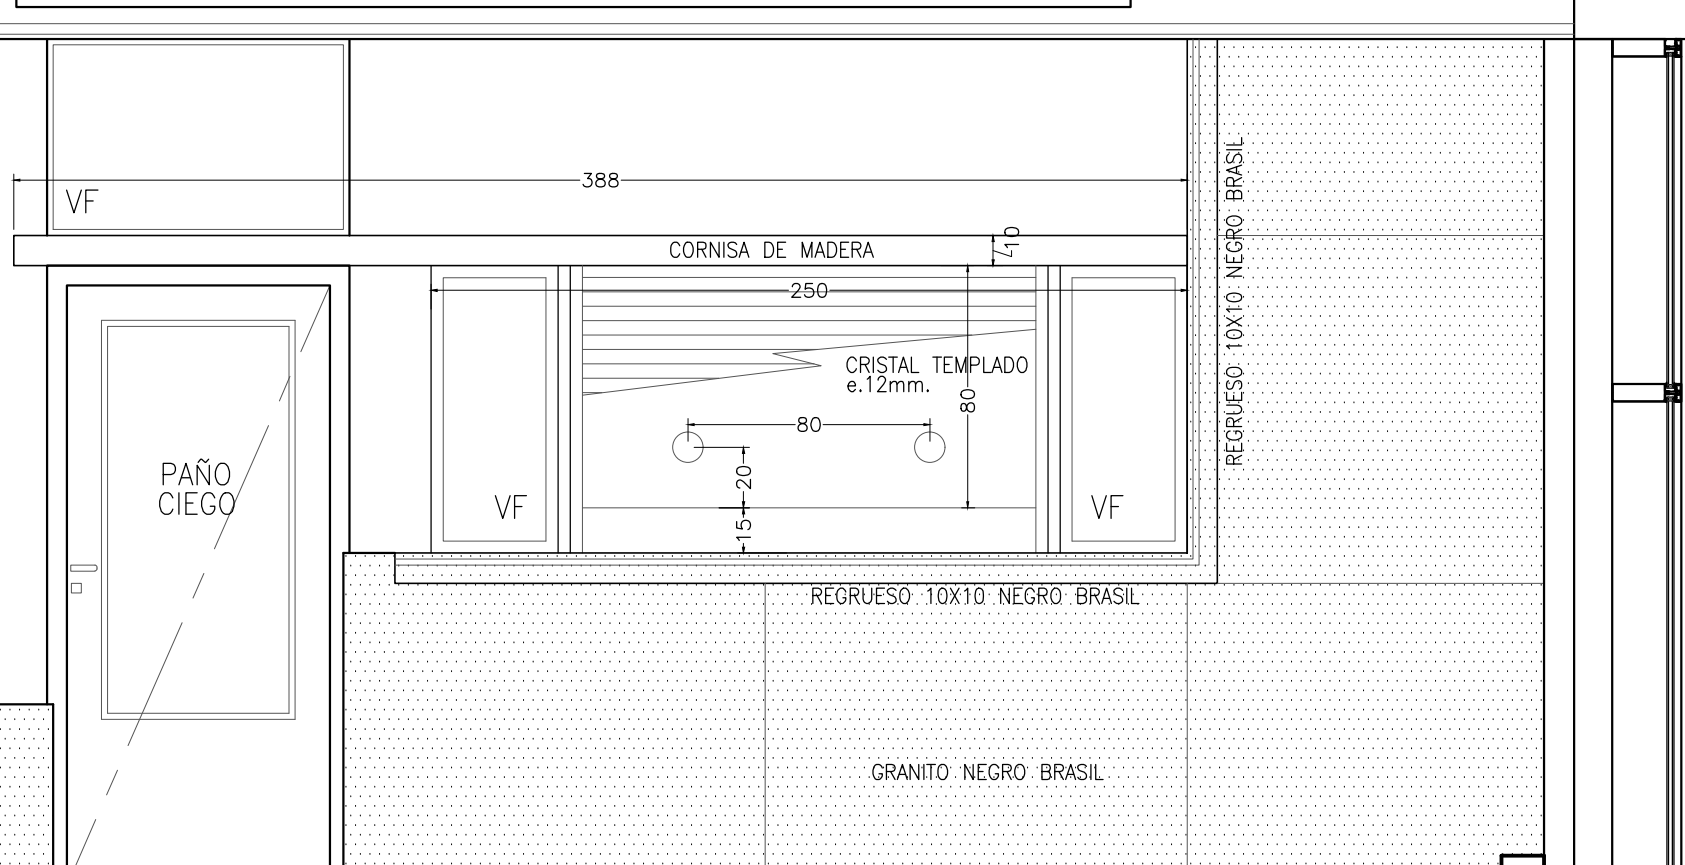 388
VF
CORNISA DE MADERA
10
250
CRISTAL TEMPLADO
e.12mm.
80
80
20
15
PAÑO
CIEGO
VF
VF
REGRUESO 10X10 NEGRO BRASIL
REGRUESO 10X10 NEGRO BRASIL
GRANITO NEGRO BRASIL